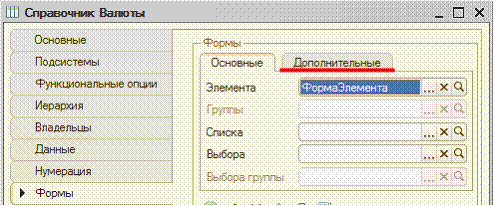 Справочник Валюты
Основные
Подсистемы
Функциональные опции
Иерархия
Владельцы
Данные
Нумерация
Формы
Формы
Основные Дополнительные
Элемента ФормаЭлемента ...
Группы ...
Списка ...
Выбора ...
Выбора группы ...